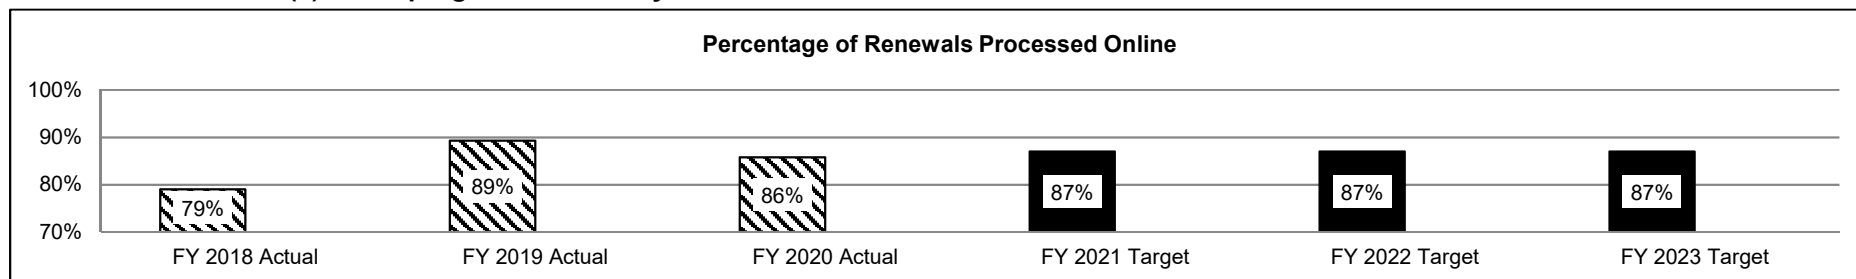 Percentage of Renewals Processed Online
100%
90%
80%
70%
79%
89%
86%
87%
87%
87%
FY 2018 Actual
FY 2019 Actual
FY 2020 Actual
FY 2021 Target
FY 2022 Target
FY 2023 Target